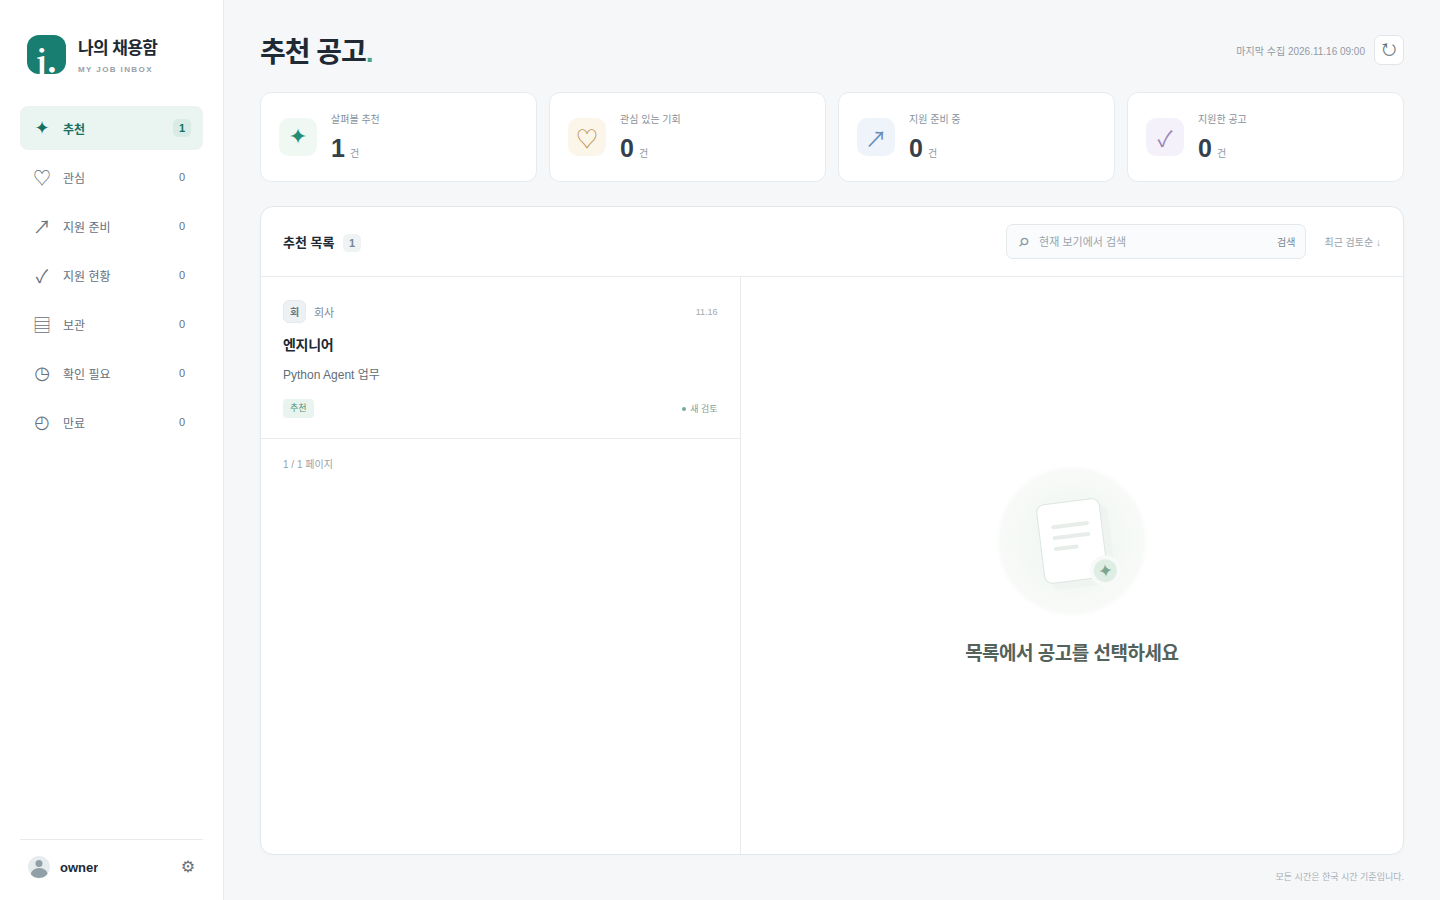 j.
나의 채용함
MY JOB INBOX
추천 1
관심 0
지원 준비 0
지원 현황 0
보관 0
확인 필요 0
만료 0
owner
추천 공고.
마지막 수집 2026.11.16 09:00
살펴볼 추천
1 건
관심 있는 기회
0 건
지원 준비 중
0 건
지원한 공고
0 건
추천 목록 1
현재 보기에서 검색
검색
최근 검토순 ↓
회 회사
11.16
엔지니어
Python Agent 업무
추천
새 검토
1 / 1 페이지
목록에서 공고를 선택하세요
모든 시간은 한국 시간 기준입니다.